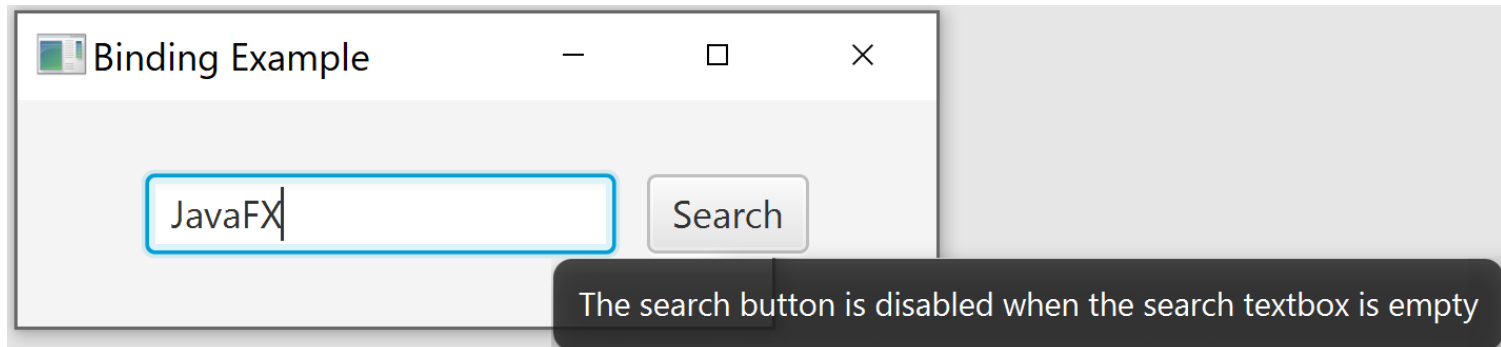 Binding Example
JavaFX Search
The search button is disabled when the search textbox is empty